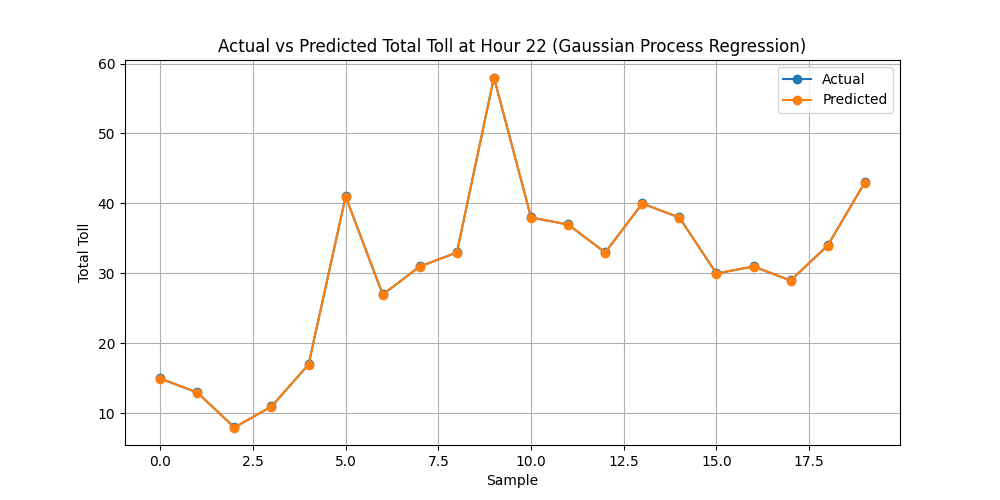 Actual vs Predicted Total Toll at Hour 22 (Gaussian Process Regression)
Actual
Predicted
60
50
40
30
20
10
Total Toll
0.0 2.5 5.0 7.5 10.0 12.5 15.0 17.5
Sample